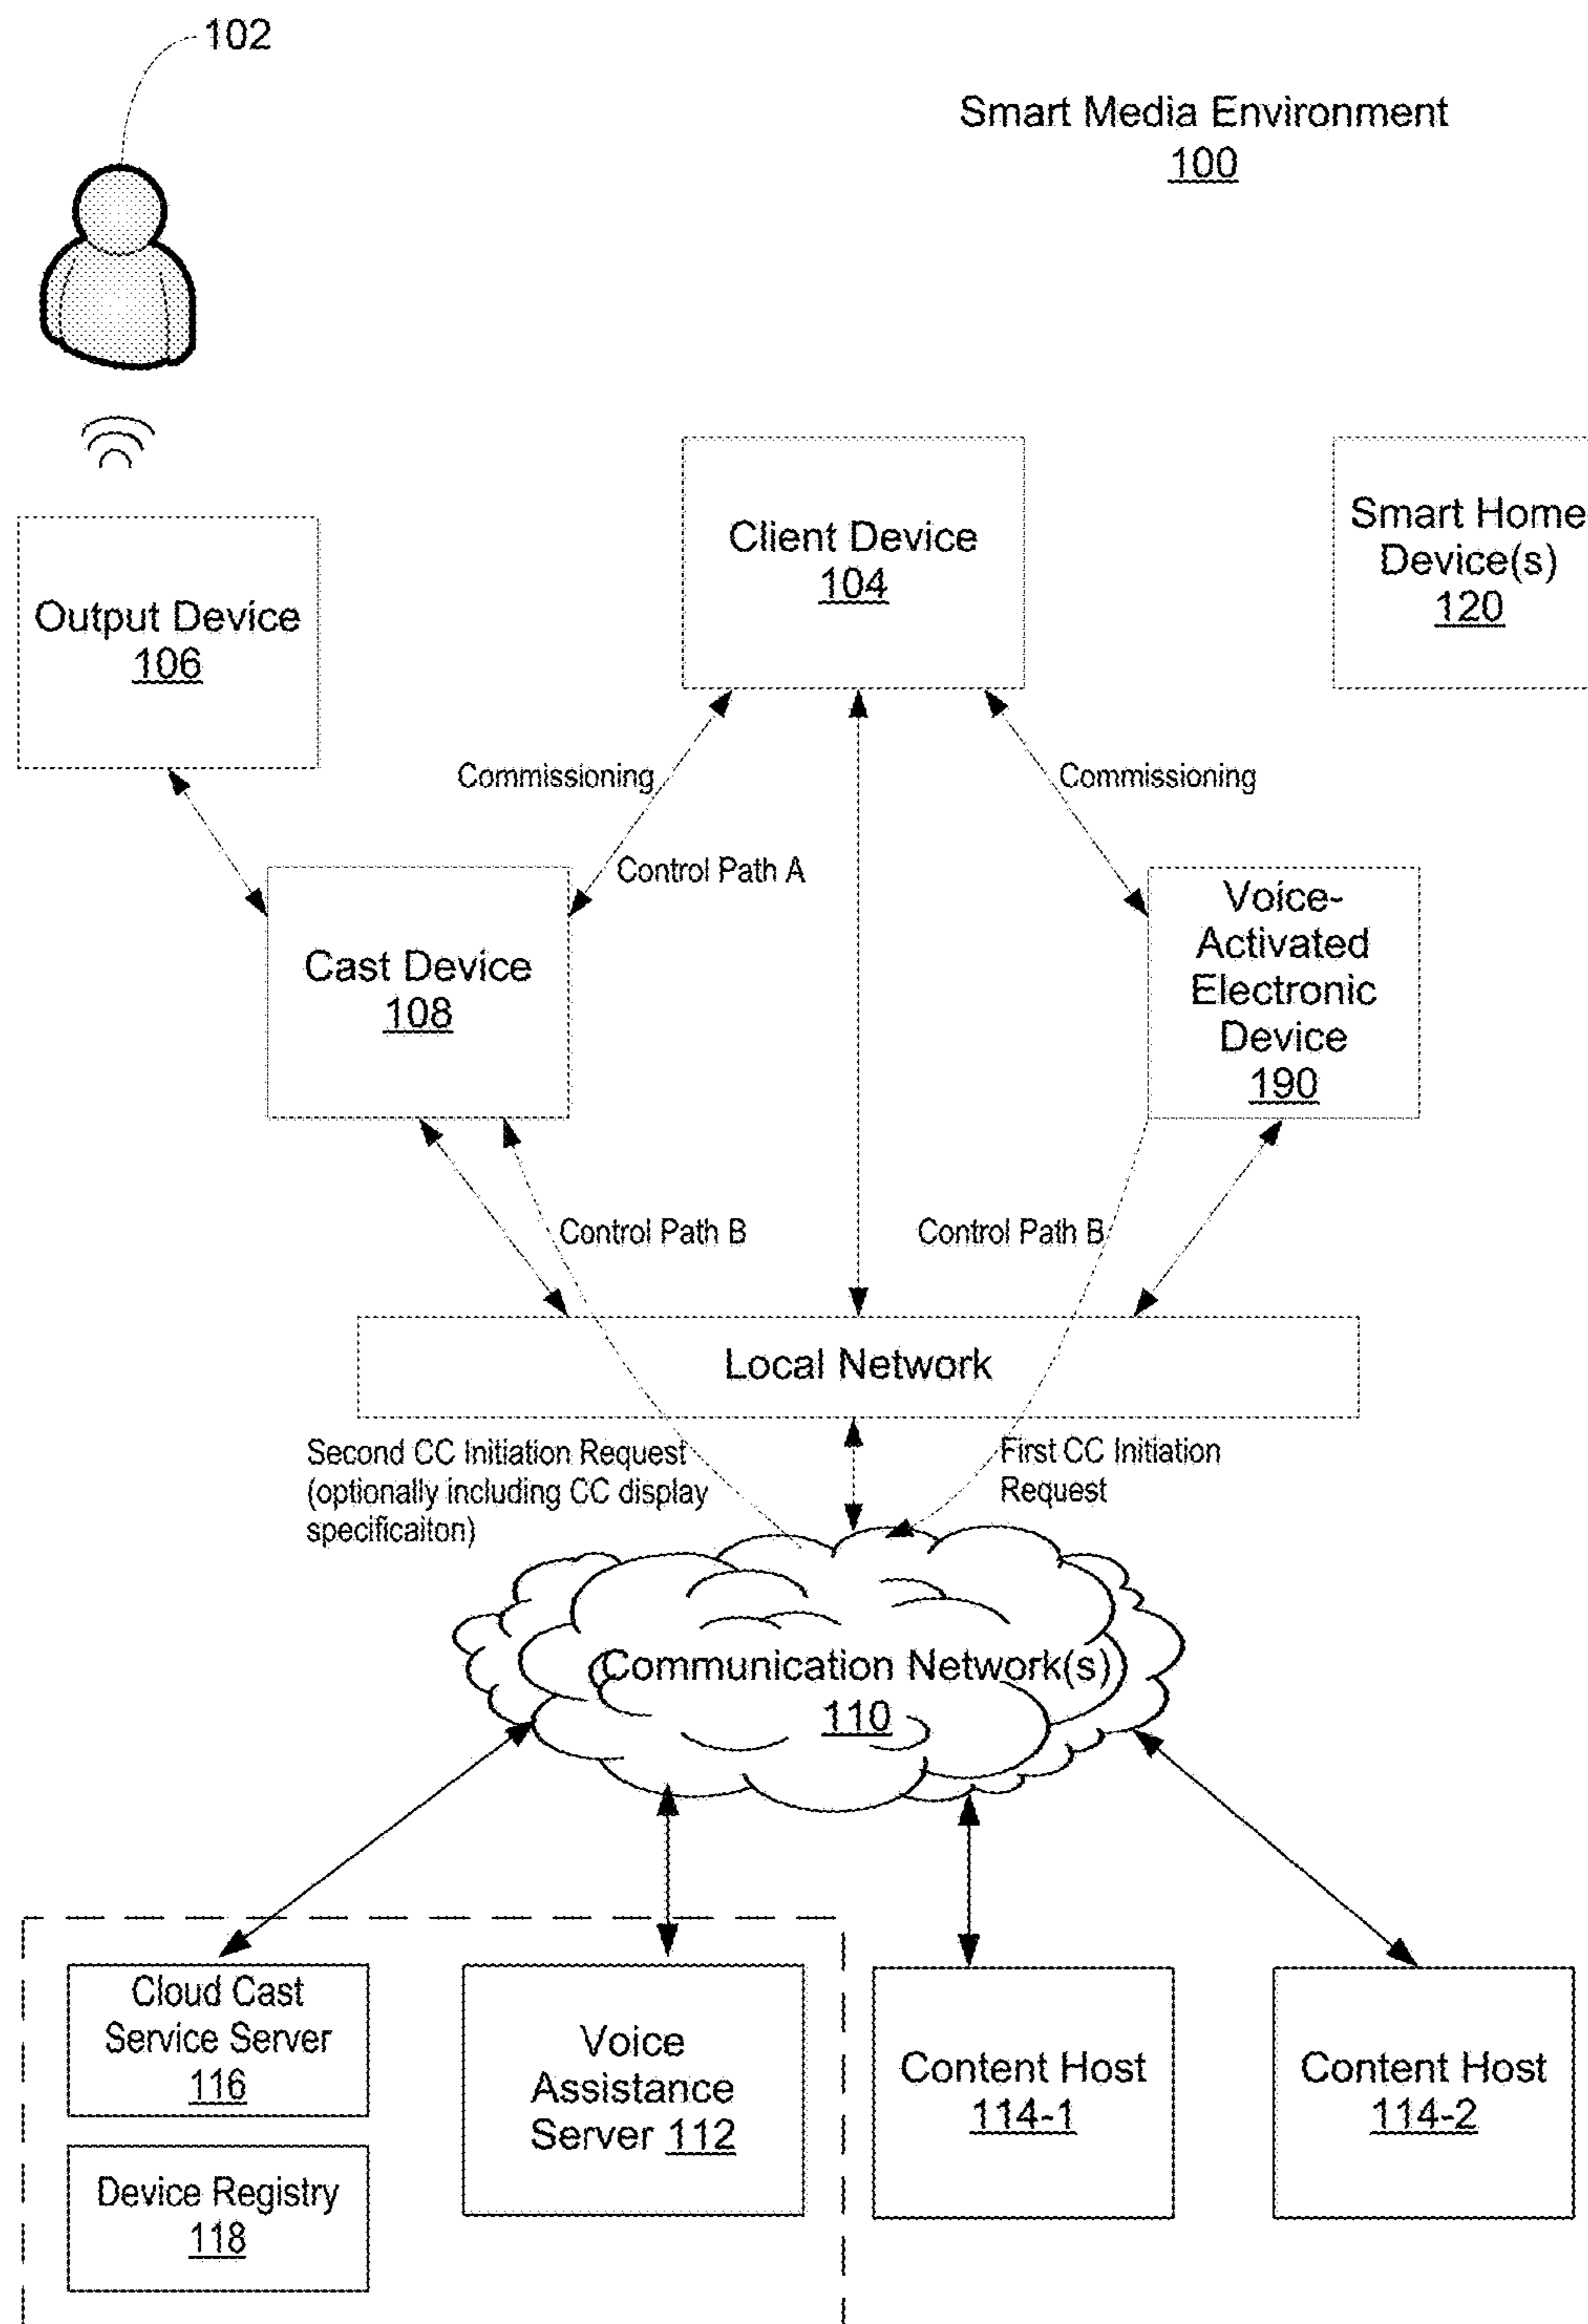 102
Smart Media Environment
100
Client Device
104
Smart Home
Device(s)
120
Output Device
106
Commissioning
Commissioning
Control Path A
Cast Device
108
Voice-
Activated
Electronic
Device
190
Control Path B
Control Path B
Local Network
Second CC Initiation Request
(optionally including CC display
specificaiton)
First CC Initiation
Request
Communication Network(s)
110
Cloud Cast
Service Server
116
Voice
Assistance
Server 112
Content Host
114-1
Content Host
114-2
Device Registry
118